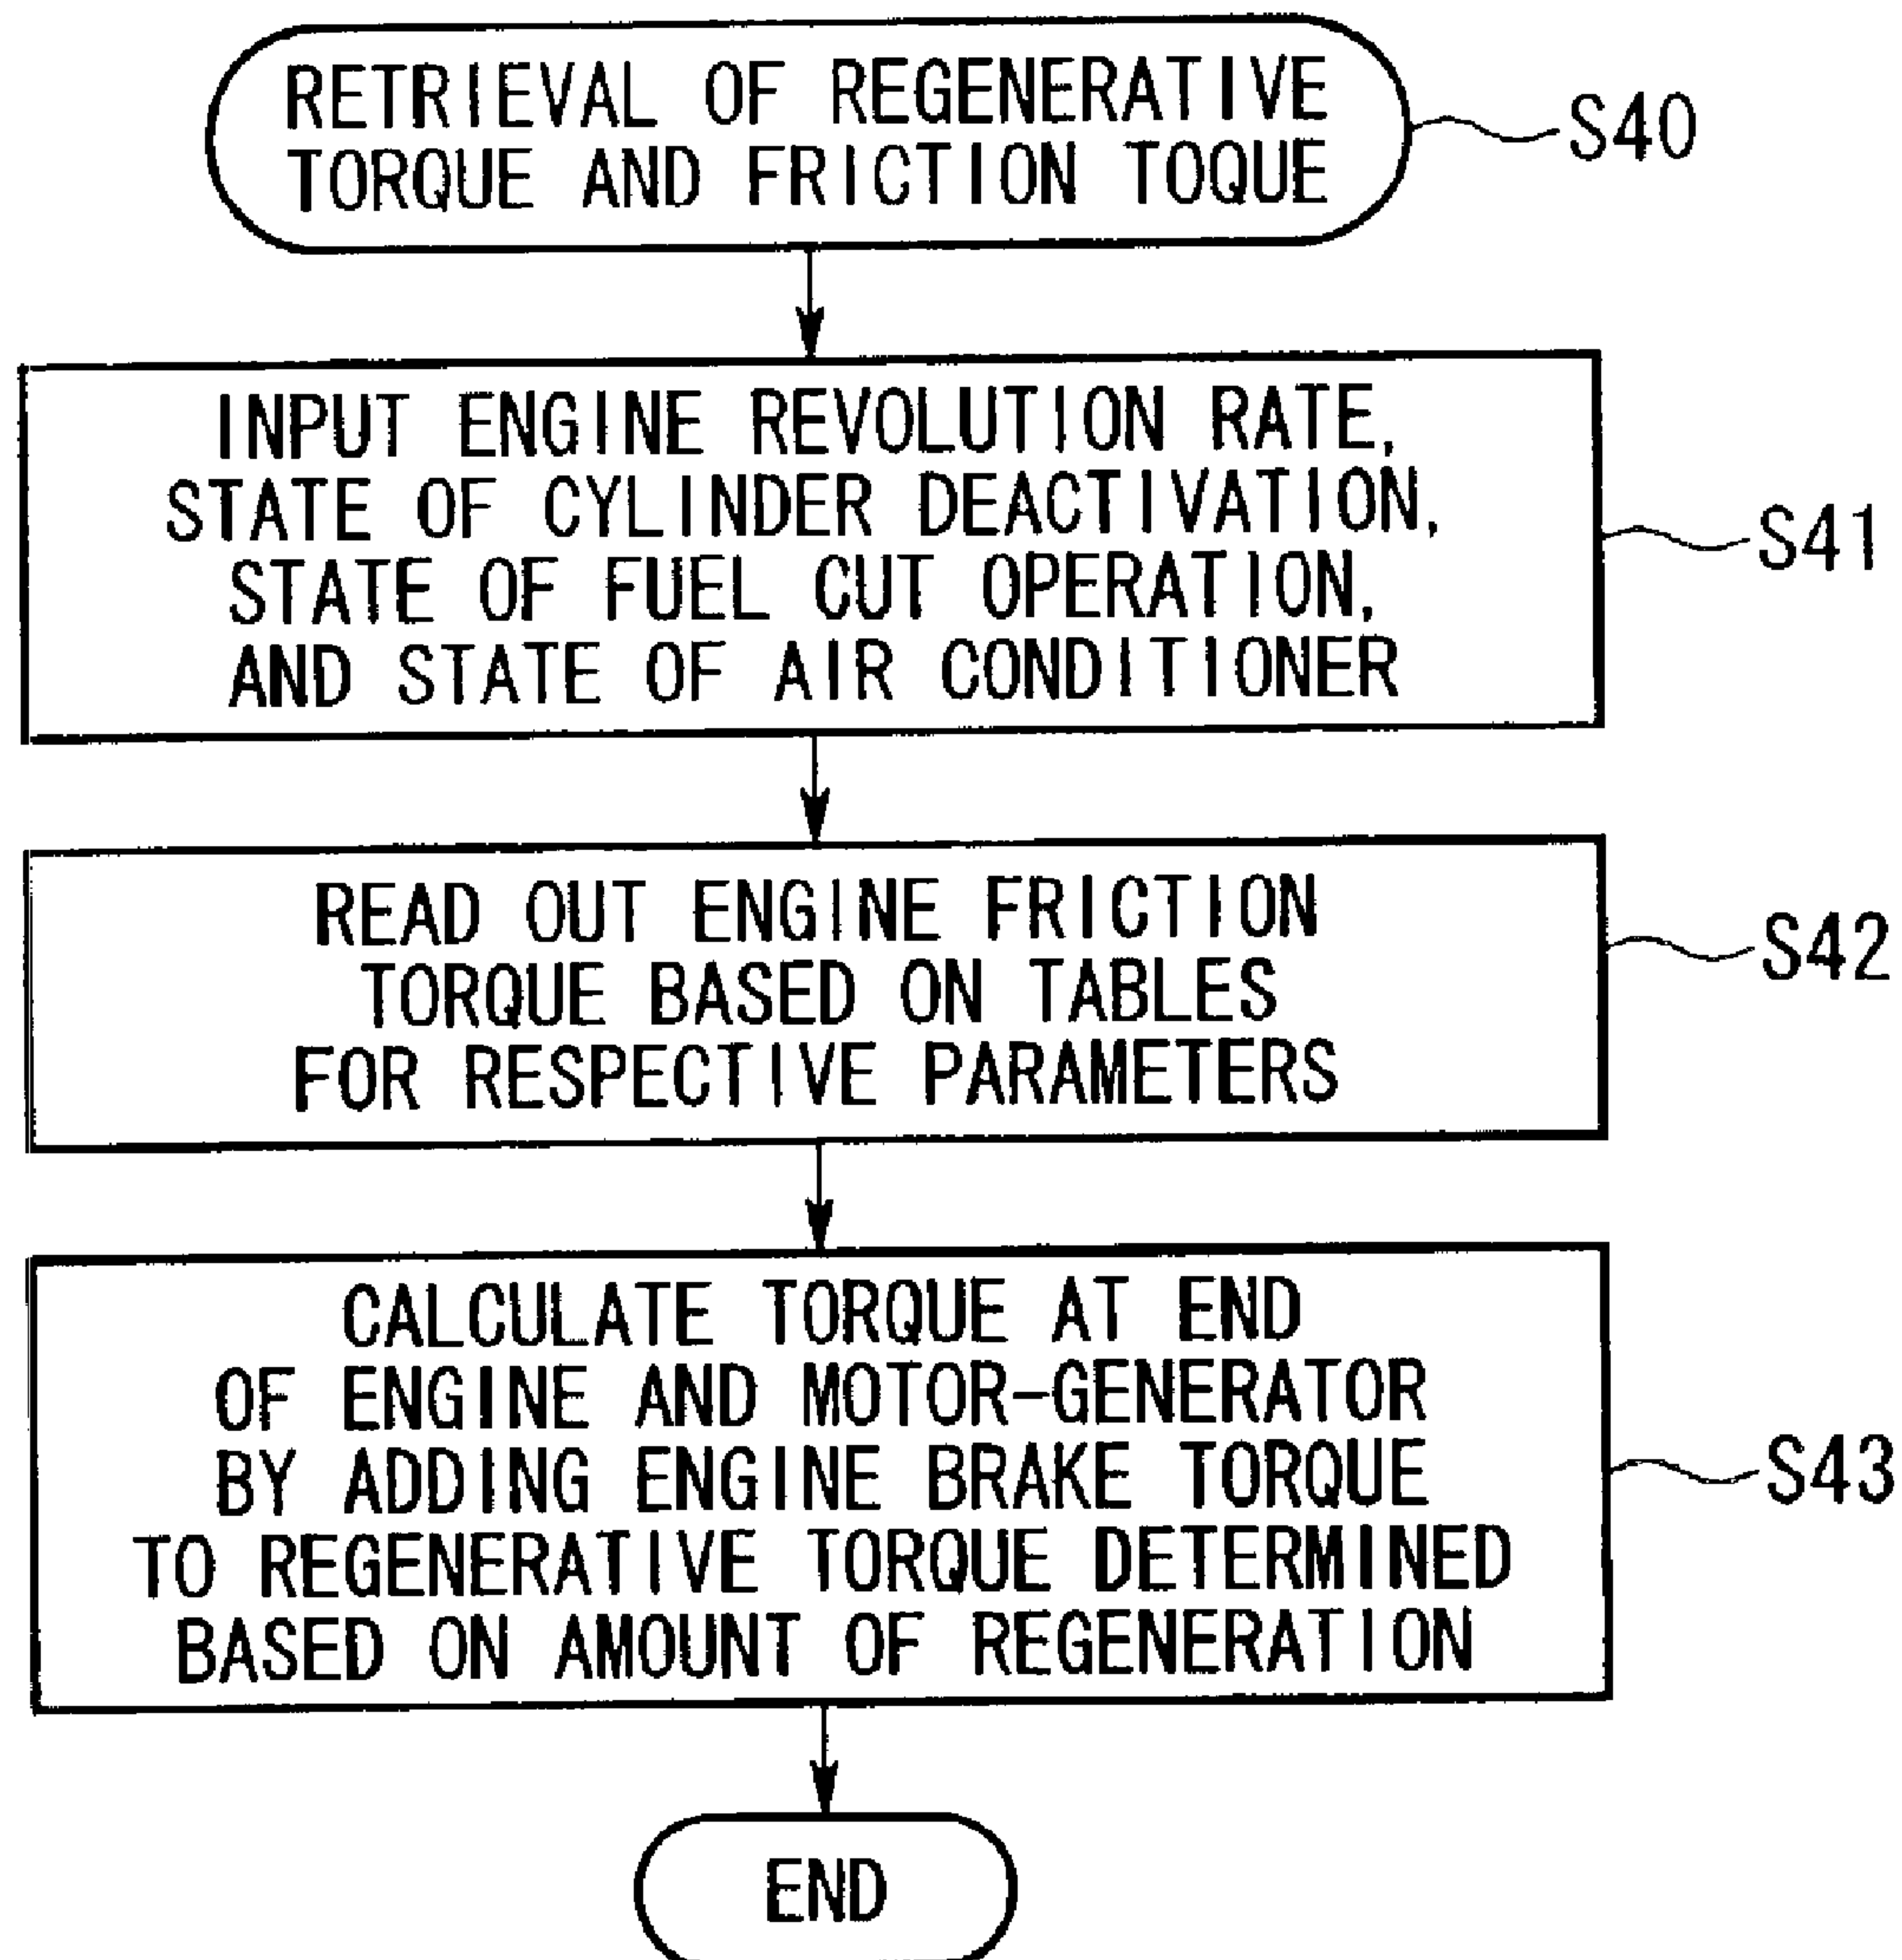 RETRIEVAL OF REGENERATIVE
TORQUE AND FRICTION TOQUE
S40
INPUT ENGINE REVOLUTION RATE,
STATE OF CYLINDER DEACTIVATION,
STATE OF FUEL CUT OPERATION,
AND STATE OF AIR CONDITIONER
S41
READ OUT ENGINE FRICTION
TORQUE BASED ON TABLES
FOR RESPECTIVE PARAMETERS
S42
CALCULATE TORQUE AT END
OF ENGINE AND MOTOR-GENERATOR
BY ADDING ENGINE BRAKE TORQUE
TO REGENERATIVE TORQUE DETERMINED
BASED ON AMOUNT OF REGENERATION
S43
END